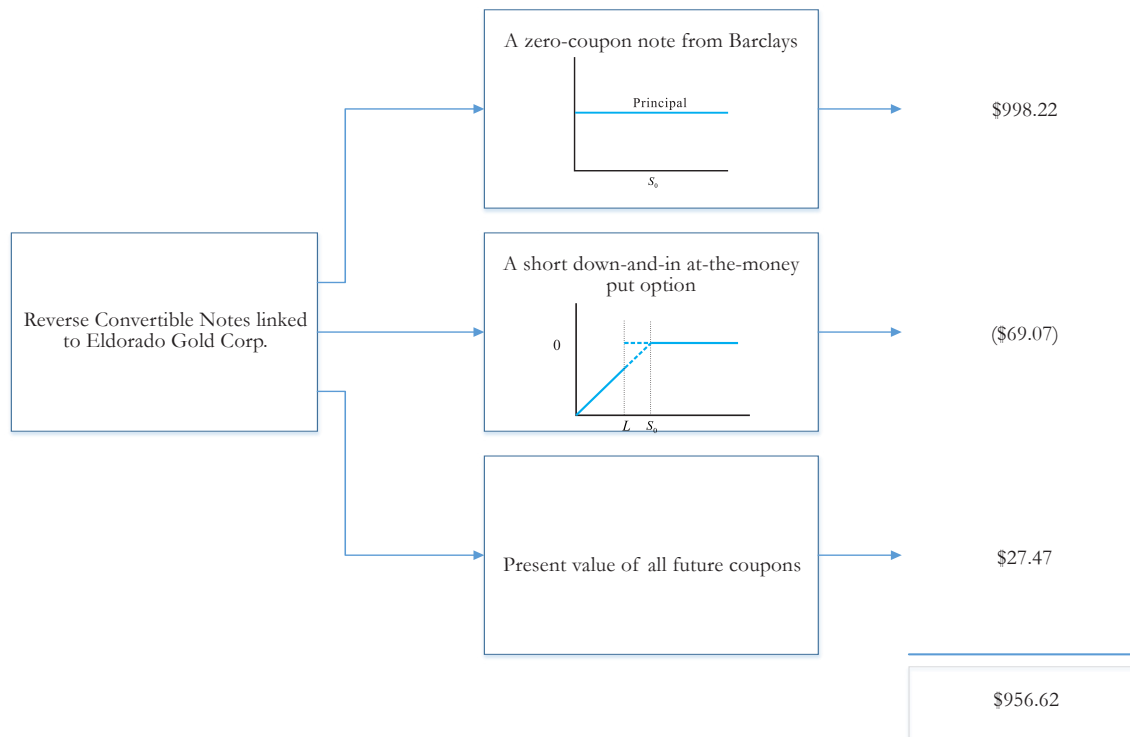 A zero-coupon note from Barclays
Principal
S₀
$998.22
Reverse Convertible Notes linked
to Eldorado Gold Corp.
A short down-and-in at-the-money
put option
0
L S₀
($69.07)
Present value of all future coupons
$27.47
$956.62